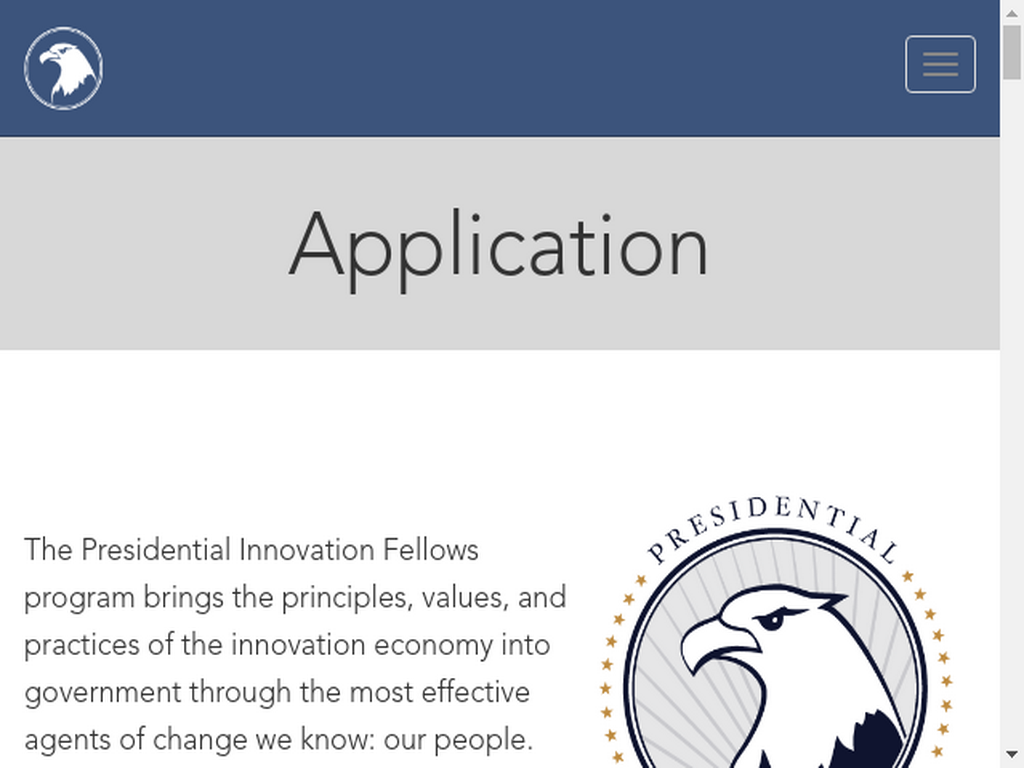 Application
The Presidential Innovation Fellows
program brings the principles, values, and
practices of the innovation economy into
government through the most effective
agents of change we know: our people.
PRESIDENTIAL